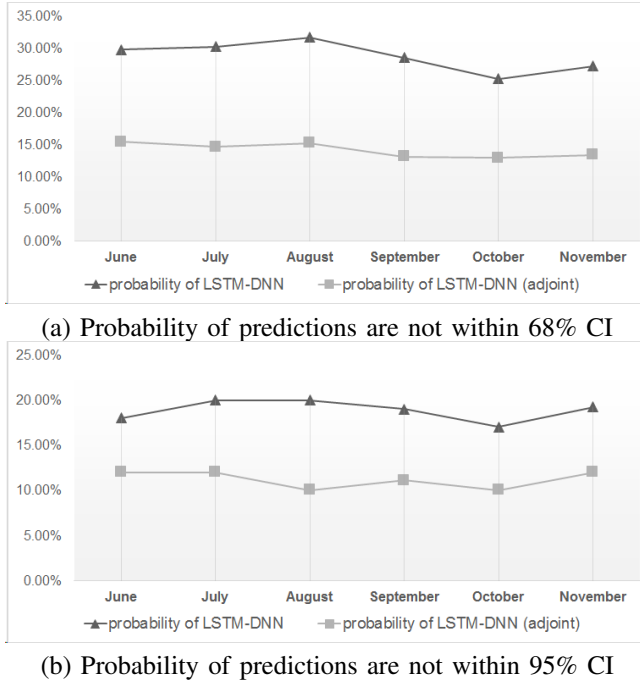 35.00%
30.00%
25.00%
20.00%
15.00%
10.00%
5.00%
0.00%
June July August September October November
probability of LSTM-DNN probability of LSTM-DNN (adjoint)
(a) Probability of predictions are not within 68% CI
25.00%
20.00%
15.00%
10.00%
5.00%
0.00%
June July August September October November
probability of LSTM-DNN probability of LSTM-DNN (adjoint)
(b) Probability of predictions are not within 95% CI